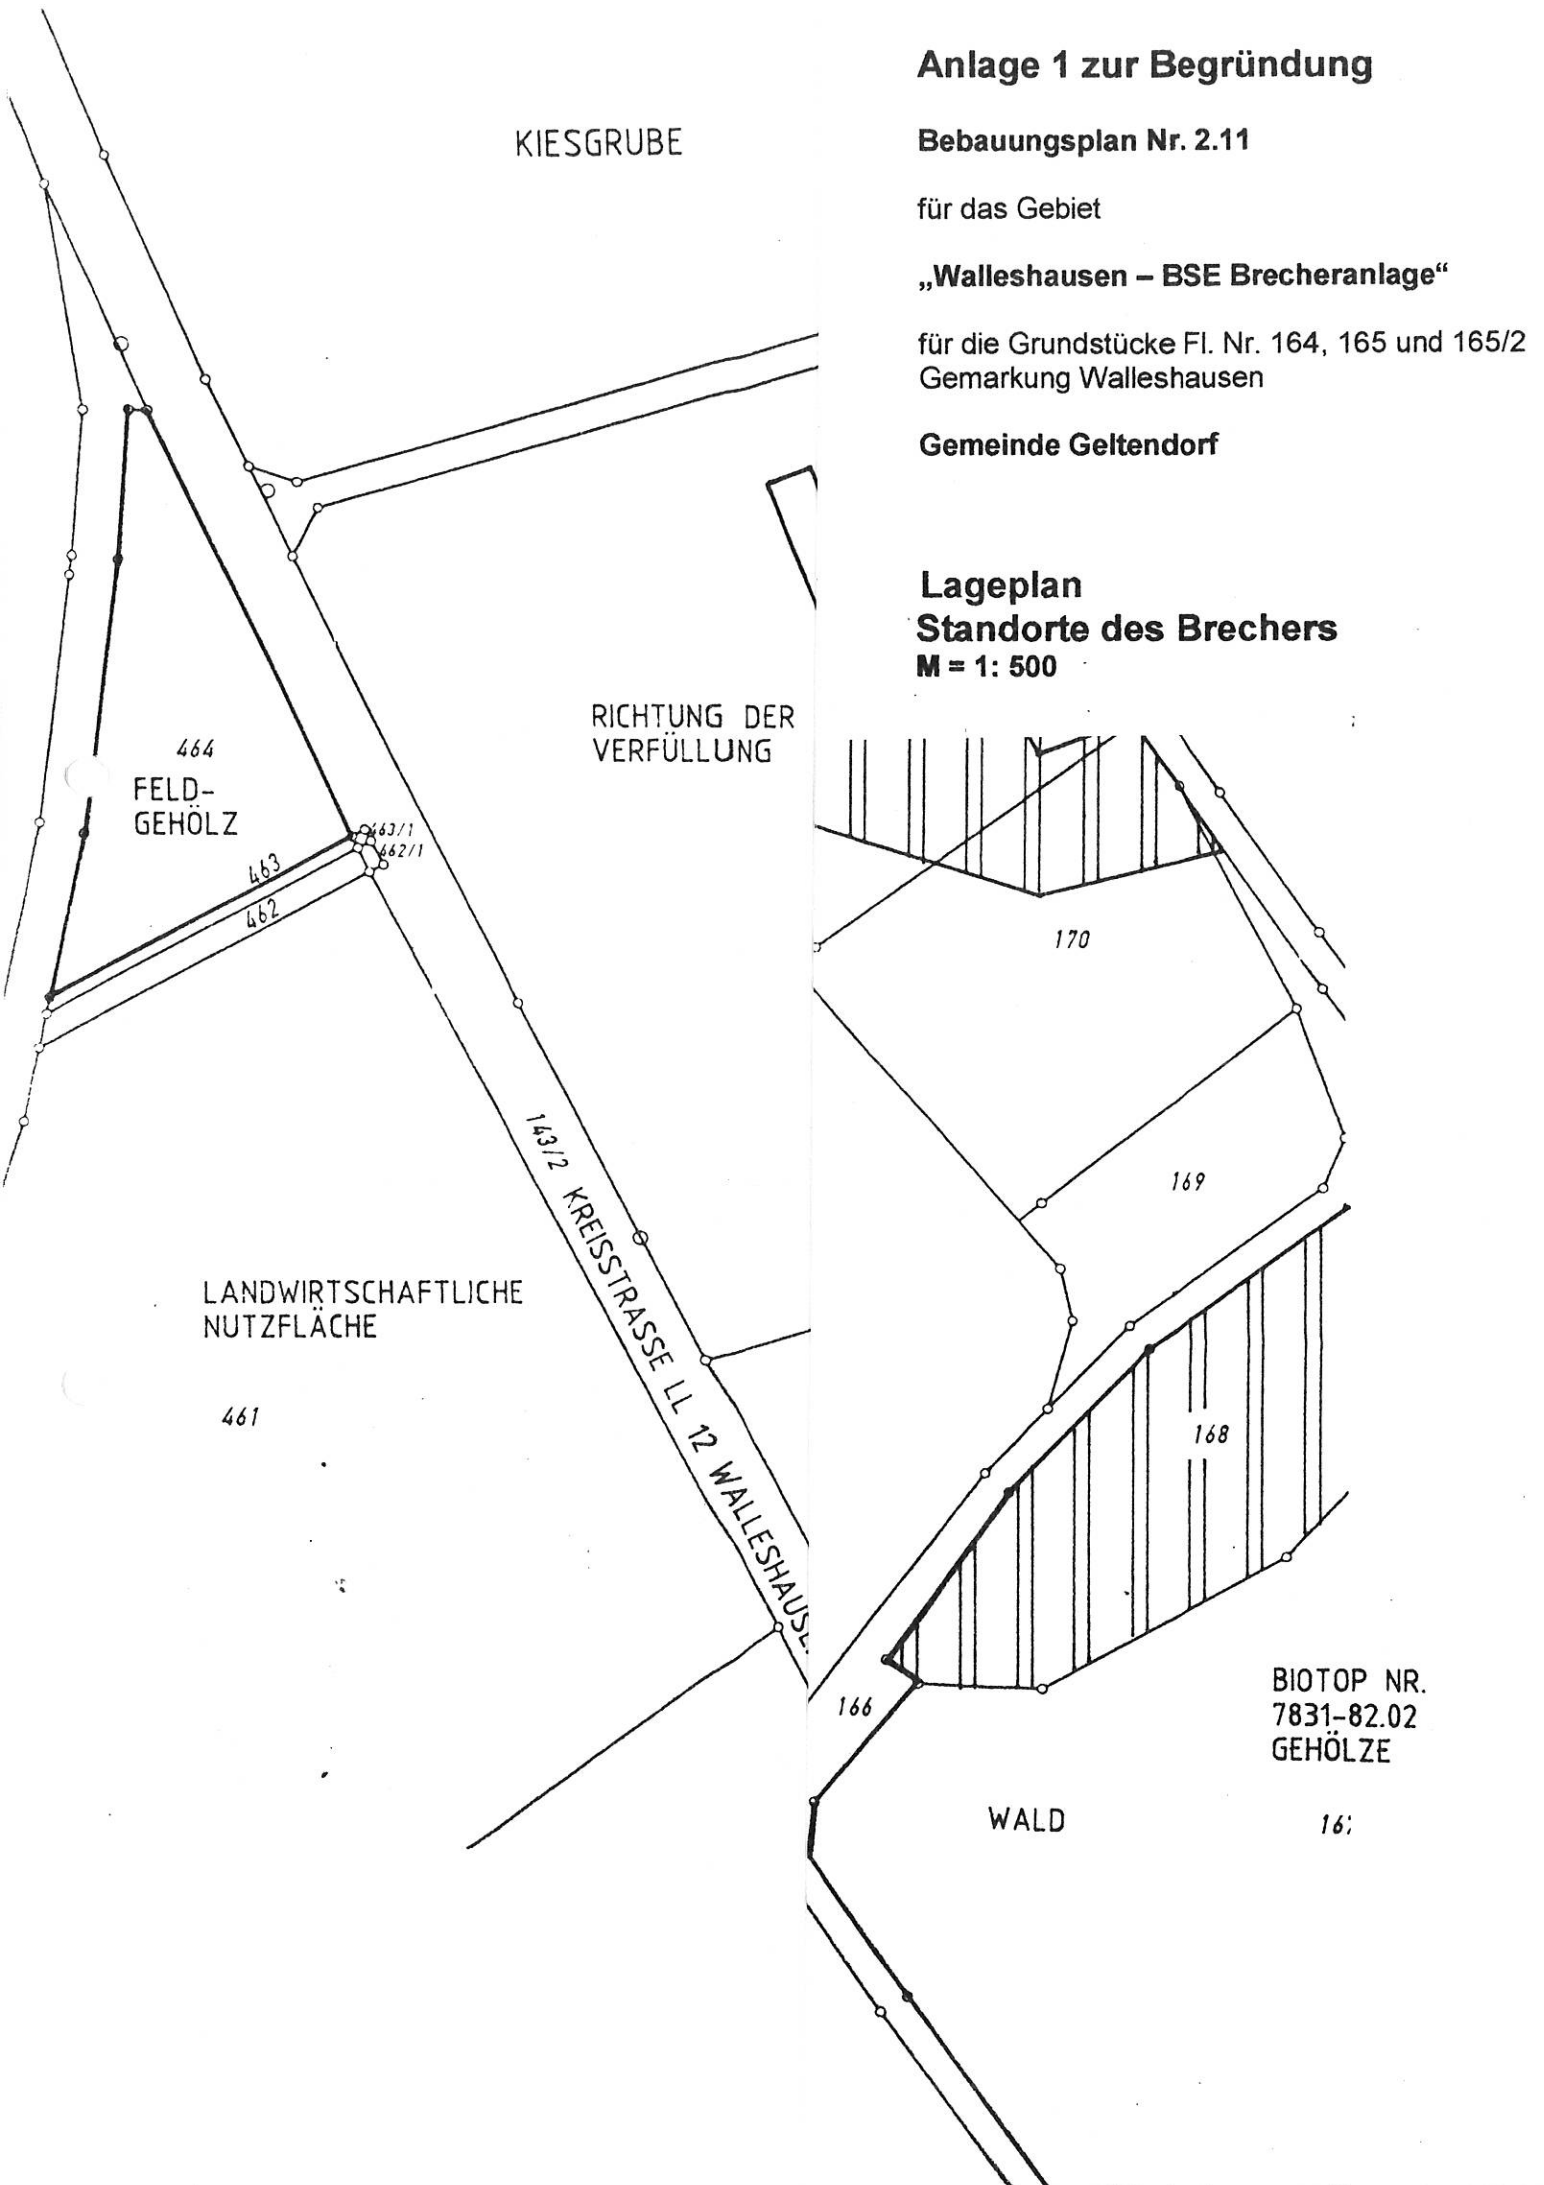 Anlage 1 zur Begründung
Bebauungsplan Nr. 2.11
für das Gebiet
„Walleshausen – BSE Brecheranlage“
für die Grundstücke Fl. Nr. 164, 165 und 165/2
Gemarkung Walleshausen
Gemeinde Geltendorf
Lageplan
Standorte des Brechers
M = 1: 500
KIESGRUBE
RICHTUNG DER
VERFÜLLUNG
464
FELD-
GEHÖLZ
463/1
462/1
463
462
170
143/2 KREISSTRASSE LL 12 WALLESHAUSE
169
LANDWIRTSCHAFTLICHE
NUTZFLÄCHE
461
168
166
BIOTOP NR.
7831-82.02
GEHÖLZE
WALD